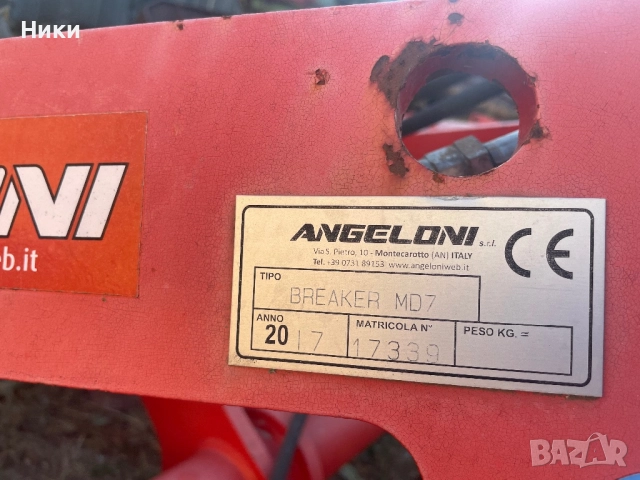 Ники
NI
eb.it
ANGELONI s.r.l.
Via S. Pietro, 10 - Montecarotto (AN) ITALY
Tel. +39 0731 89153 www.angeloniweb.it
CE
TIPO
BREAKER MD7
ANNO
2017
MATRICOLA N°
17339
PESO KG. =
BAZAR